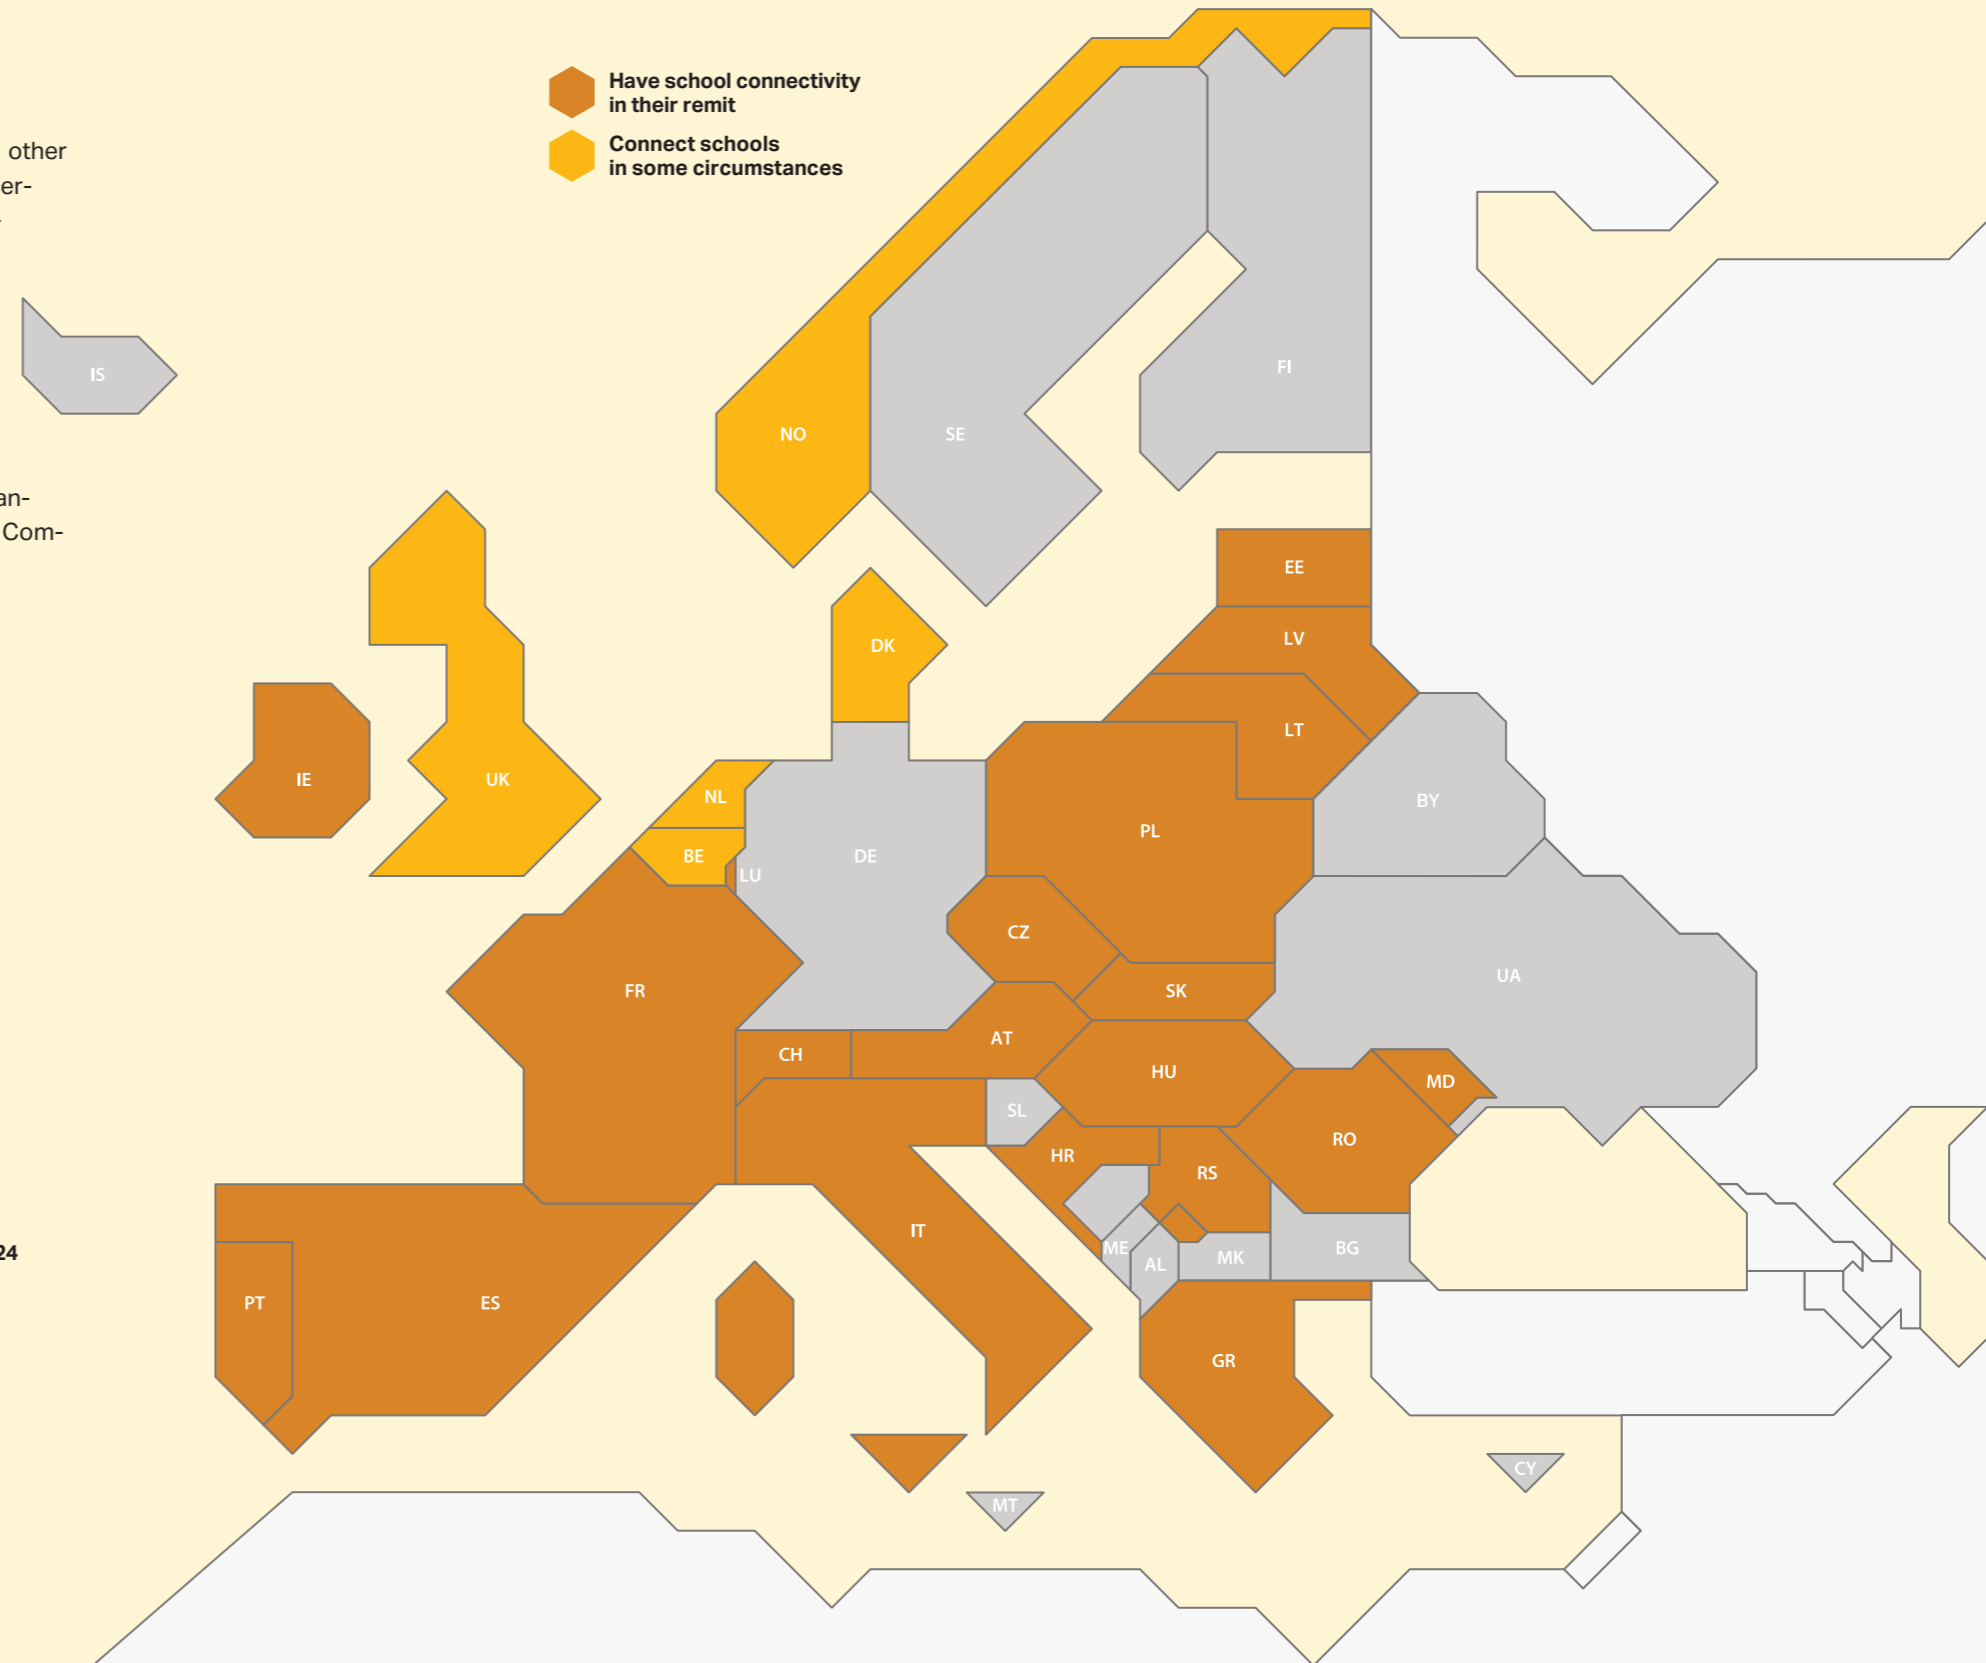 Have school connectivity
in their remit
Connect schools
in some circumstances
other
er-
an-
Com-
24
IS
NO
SE
FI
EE
DK
LV
LT
IE
UK
NL
BY
PL
BE
DE
LU
CZ
UA
FR
SK
AT
CH
HU
MD
SL
RO
HR
RS
IT
ME
BG
MK
AL
PT
ES
GR
CY
MT